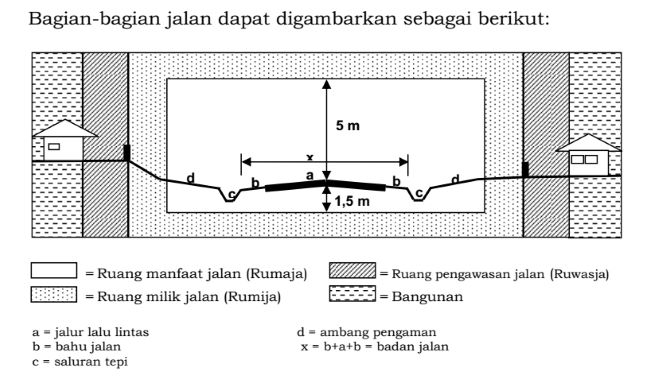 Bagian-bagian jalan dapat digambarkan sebagai berikut:
5 m
x
d
a
d
b
b
c
c
1,5 m
= Ruang manfaat jalan (Rumaja)
= Ruang pengawasan jalan (Ruwasja)
= Ruang milik jalan (Rumija)
= Bangunan
a = jalur lalu lintas
d = ambang pengaman
b = bahu jalan
x = b+a+b = badan jalan
c = saluran tepi